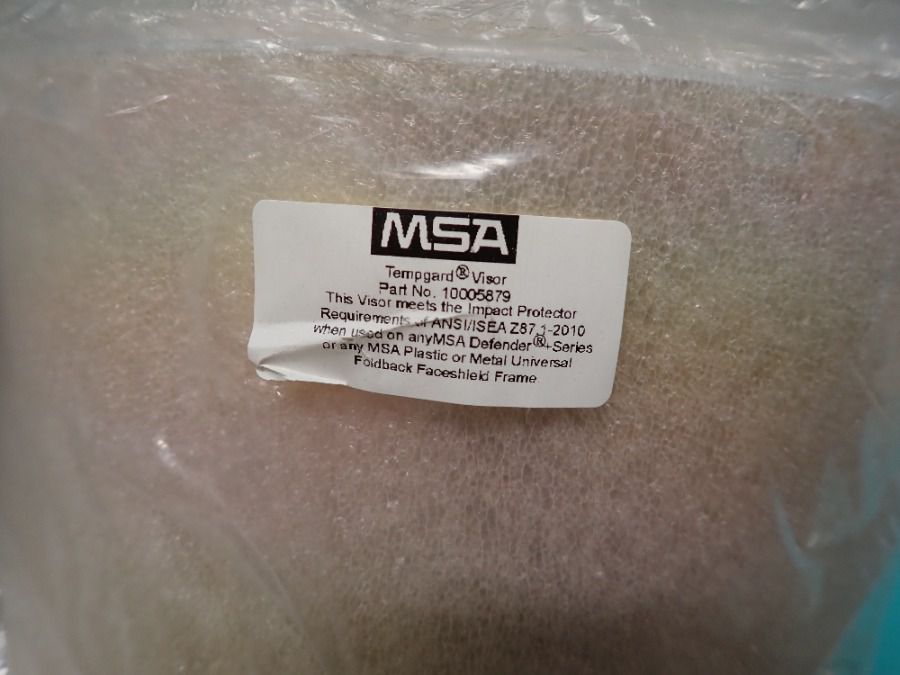 MSA
Tempgard® Visor
Part No. 10005879
This Visor meets the Impact Protector
Requirements of ANSI/ISEA Z87.1-2010
when used on anyMSA Defender®+Series
or any MSA Plastic or Metal Universal
Foldback Faceshield Frame